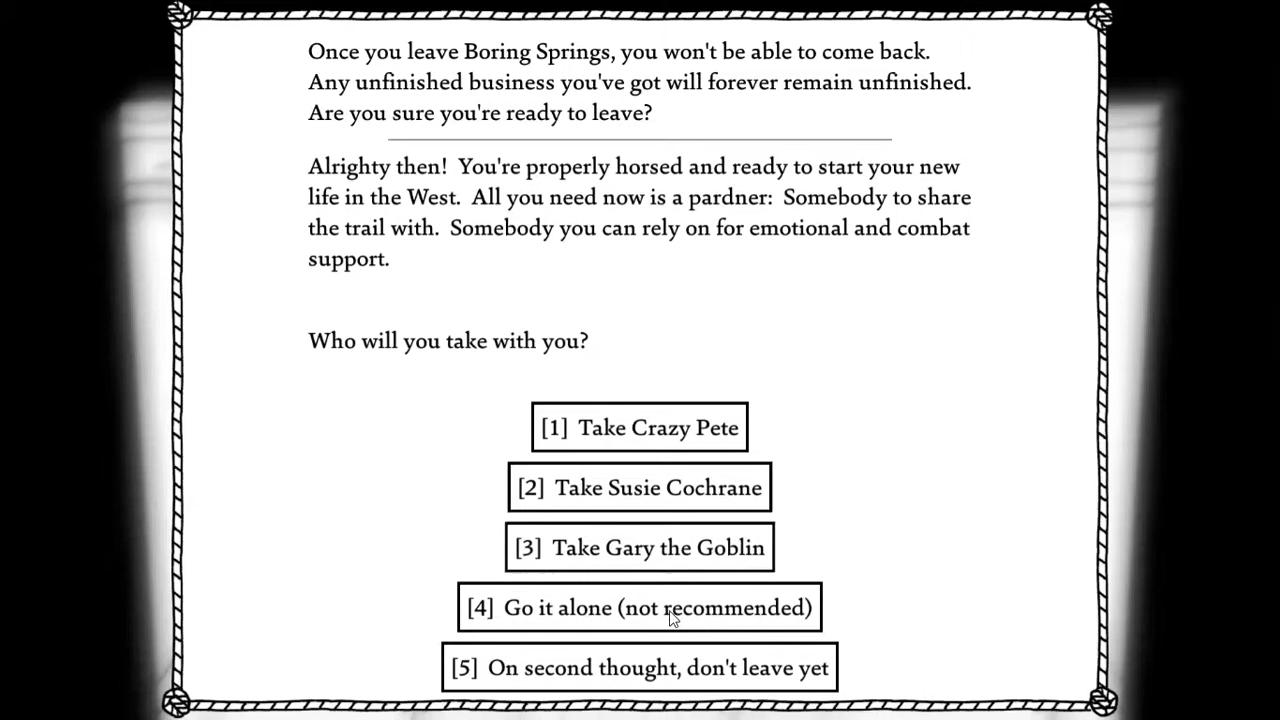 Once you leave Boring Springs, you won't be able to come back.
Any unfinished business you've got will forever remain unfinished.
Are you sure you're ready to leave?
Alrighty then!  You're properly horsed and ready to start your new
life in the West.  All you need now is a pardner:  Somebody to share
the trail with.  Somebody you can rely on for emotional and combat
support.
Who will you take with you?
[1]  Take Crazy Pete
[2]  Take Susie Cochrane
[3]  Take Gary the Goblin
[4]  Go it alone (not recommended)
[5]  On second thought, don't leave yet